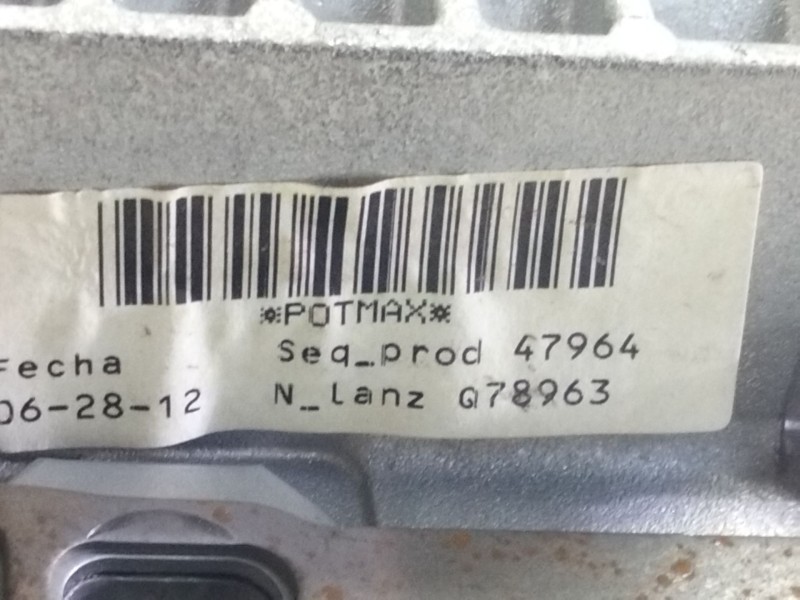 *POTMAX*
Fecha Seq_prod 47964
06-28-12 N_lanz Q78963